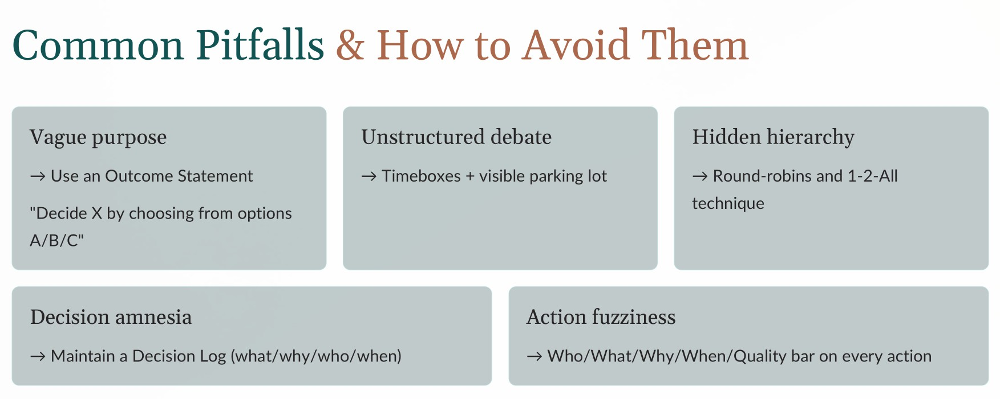 Common Pitfalls & How to Avoid Them
Vague purpose
→ Use an Outcome Statement
"Decide X by choosing from options
A/B/C"
Unstructured debate
→ Timeboxes + visible parking lot
Hidden hierarchy
→ Round-robins and 1-2-All
technique
Decision amnesia
→ Maintain a Decision Log (what/why/who/when)
Action fuzziness
→ Who/What/Why/When/Quality bar on every action